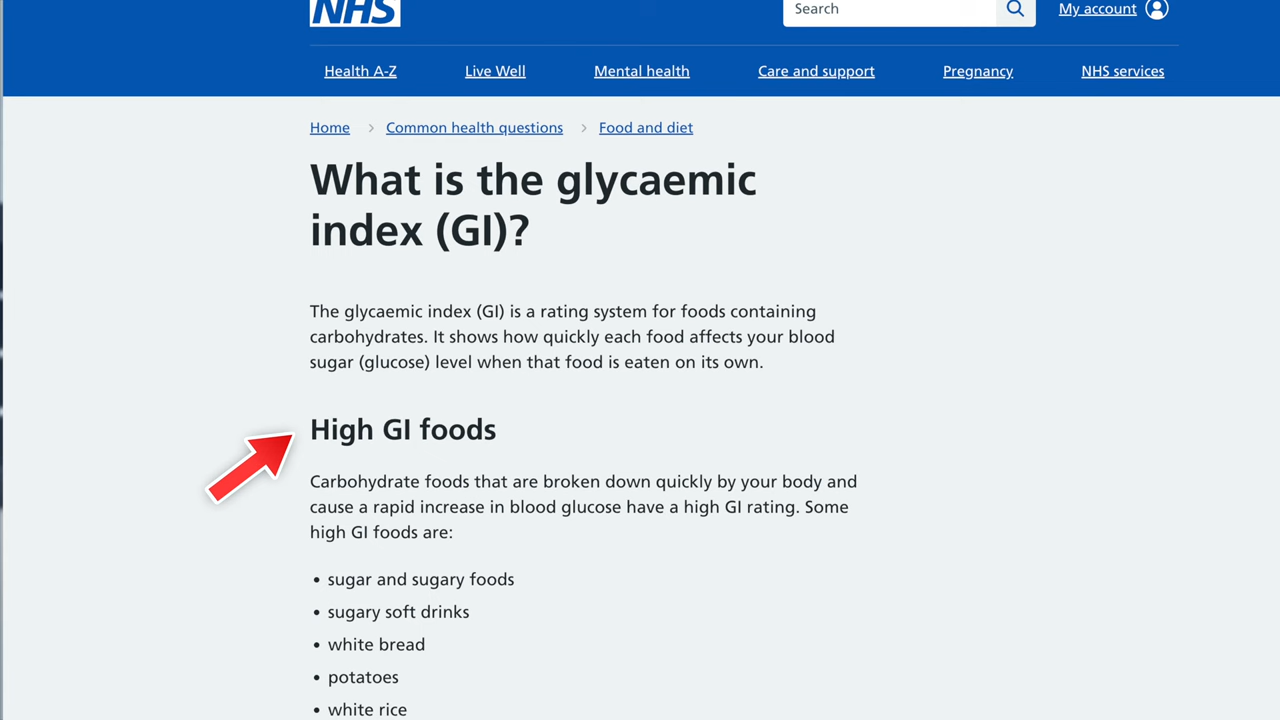 NHS
Search
My account
Health A-Z
Live Well
Mental health
Care and support
Pregnancy
NHS services
Home
Common health questions
Food and diet
What is the glycaemic
index (GI)?
The glycaemic index (GI) is a rating system for foods containing
carbohydrates. It shows how quickly each food affects your blood
sugar (glucose) level when that food is eaten on its own.
High GI foods
Carbohydrate foods that are broken down quickly by your body and
cause a rapid increase in blood glucose have a high GI rating. Some
high GI foods are:
• sugar and sugary foods
• sugary soft drinks
• white bread
• potatoes
• white rice